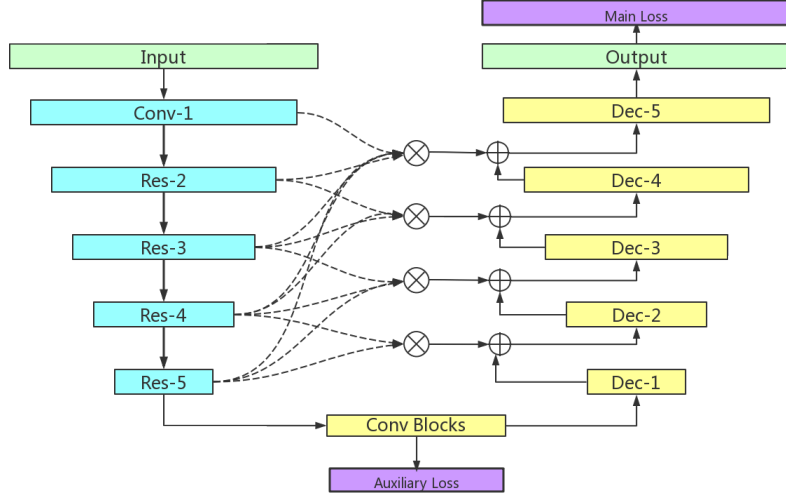 Main Loss
Input
Output
Conv-1
Dec-5
Res-2
Dec-4
Res-3
Dec-3
Res-4
Dec-2
Res-5
Dec-1
Conv Blocks
Auxiliary Loss